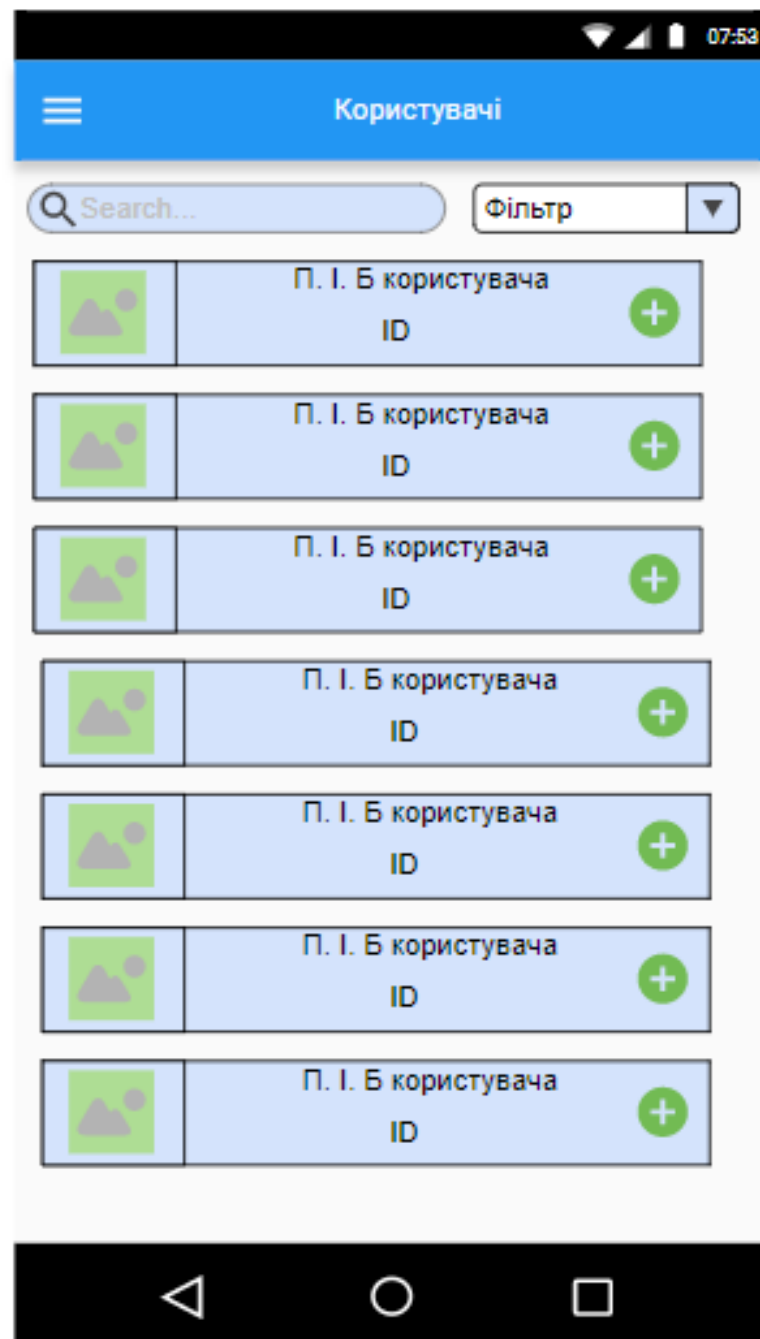 07:53
Користувачі
Search...
Фільтр
П. І. Б користувача
ID
П. І. Б користувача
ID
П. І. Б користувача
ID
П. І. Б користувача
ID
П. І. Б користувача
ID
П. І. Б користувача
ID
П. І. Б користувача
ID